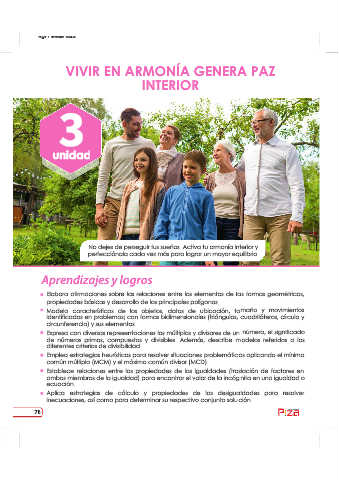 VIVIR EN ARMONÍA GENERA PAZ
INTERIOR
3
unidad
No dejes de perseguir tus sueños. Activa tu armonía interior y
perfecciónala cada vez más para lograr un mayor equilibrio
Aprendizajes y logros
Elabora afirmaciones sobre las relaciones entre los elementos de las formas geométricas,
propiedades básicas y desarrollo de los principales polígonos
Modela características de los objetos, datos de ubicación, tamaño y movimientos
identificadas en problemas; con formas bidimensionales (triángulos, cuadriláteros, círculo y
circunferencia) y sus elementos
Expresa con diversas representaciones los múltiplos y divisores de un número, el significado
de números primos, compuestos y divisibles. Además, describe modelos referidos a los
diferentes criterios de divisibilidad
Emplea estrategias heurísticas para resolver situaciones problemáticas aplicando el mínimo
común múltiplo (MCM) y el máximo común divisor (MCD)
Establece relaciones entre las propiedades de las igualdades (traslación de factores en
ambos miembros de la igualdad) para encontrar el valor de la incógnita en una igualdad o
ecuación
Aplica estrategias de cálculo y propiedades de las desigualdades para resolver
inecuaciones, así como para determinar su respectivo conjunto solución
78